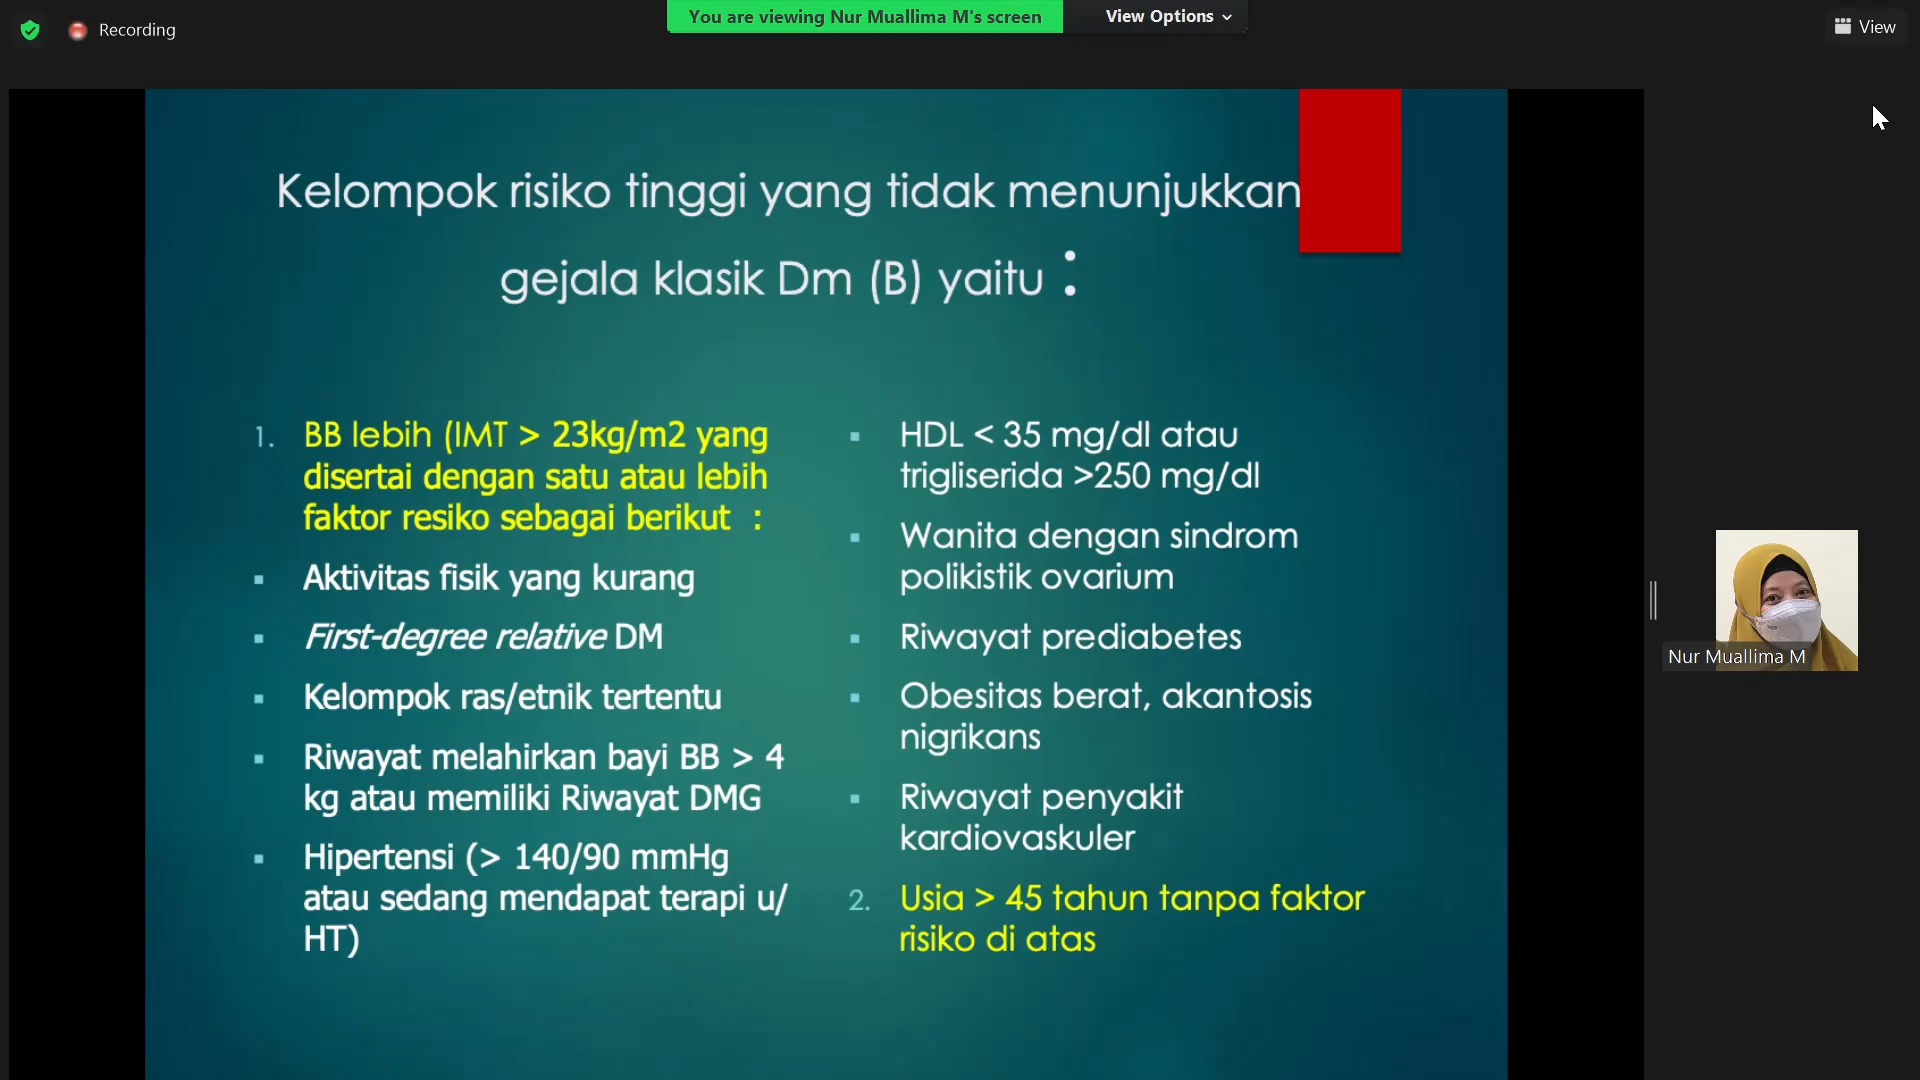 Recording
You are viewing Nur Muallima M's screen
View Options
View
Kelompok risiko tinggi yang tidak menunjukkan
gejala klasik Dm (B) yaitu :
1. BB lebih (IMT > 23kg/m2 yang
disertai dengan satu atau lebih
faktor resiko sebagai berikut :
▪ Aktivitas fisik yang kurang
▪ First-degree relative DM
▪ Kelompok ras/etnik tertentu
▪ Riwayat melahirkan bayi BB > 4
kg atau memiliki Riwayat DMG
▪ Hipertensi (> 140/90 mmHg
atau sedang mendapat terapi u/
HT)
▪ HDL < 35 mg/dl atau
trigliserida >250 mg/dl
▪ Wanita dengan sindrom
polikistik ovarium
▪ Riwayat prediabetes
▪ Obesitas berat, akantosis
nigrikans
▪ Riwayat penyakit
kardiovaskuler
2. Usia > 45 tahun tanpa faktor
risiko di atas
Nur Muallima M